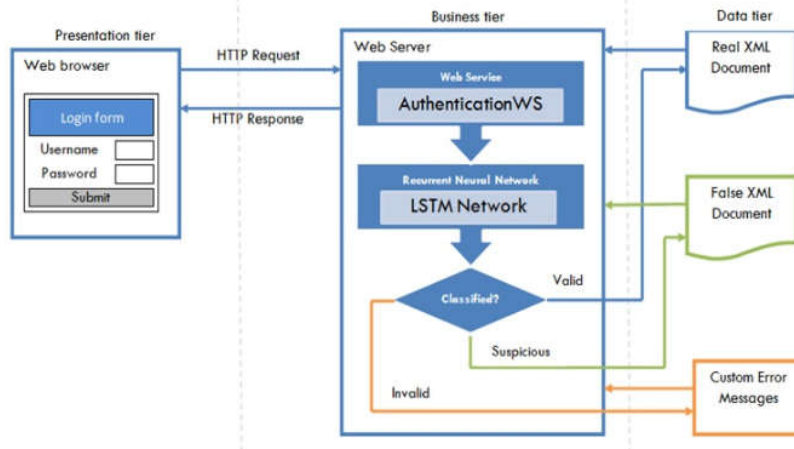 Presentation tier
Business tier
Data tier
Web browser
Login form
Username
Password
Submit
HTTP Request
HTTP Response
Web Server
Web Service
AuthenticationWS
Recurrent Neural Network
LSTM Network
Classified?
Valid
Suspicious
Invalid
Real XML
Document
False XML
Document
Custom Error
Messages